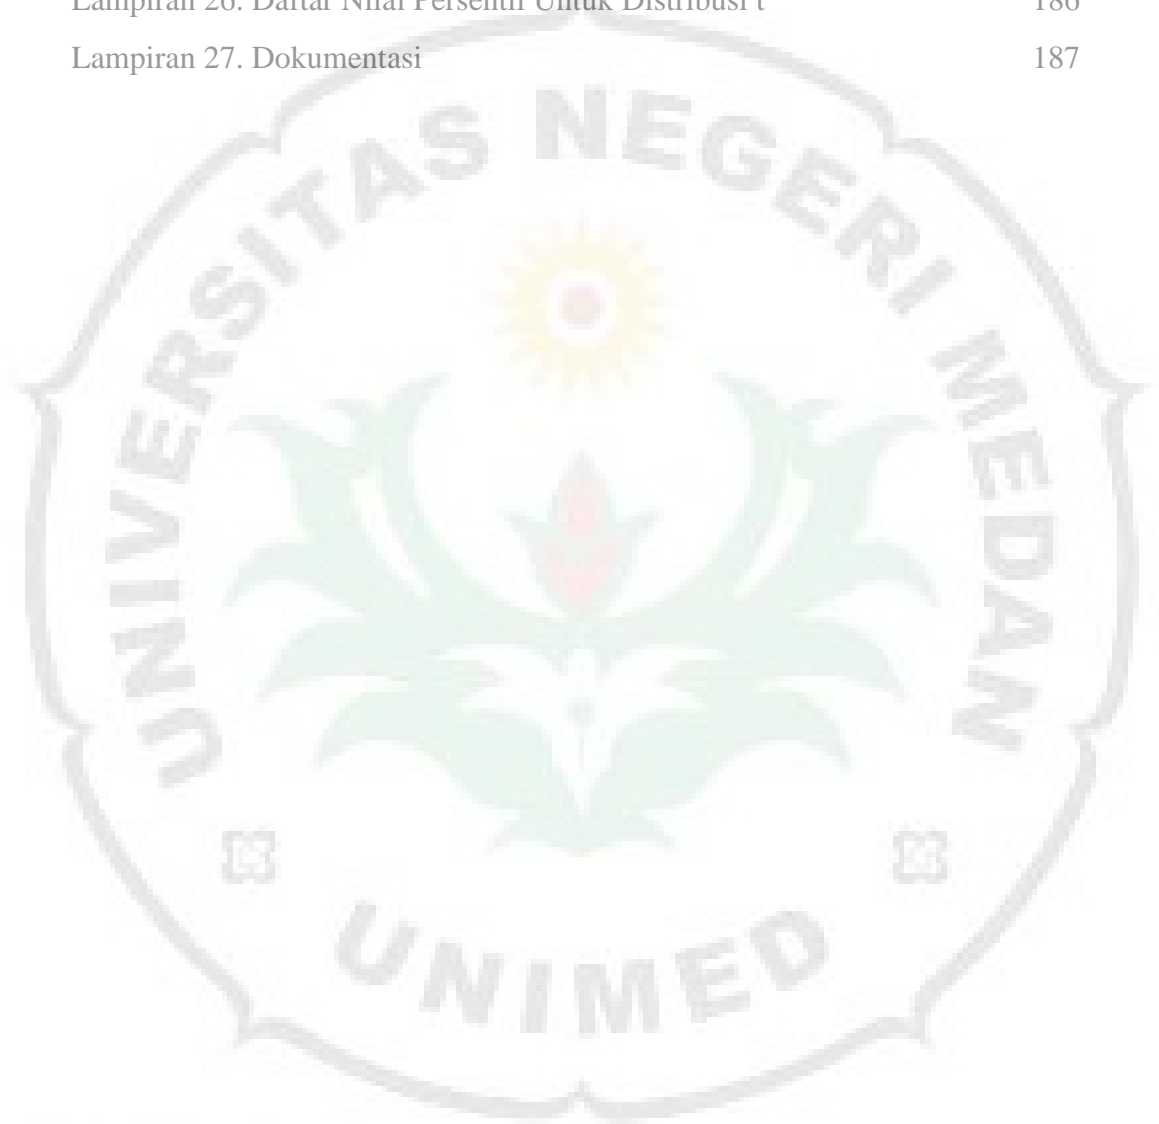 Lampiran 26. Daftar Nilai Persentil Untuk Distribusi t 186
Lampiran 27. Dokumentasi 187
UNIVERSITAS NEGERI MEDAN
UNIMED